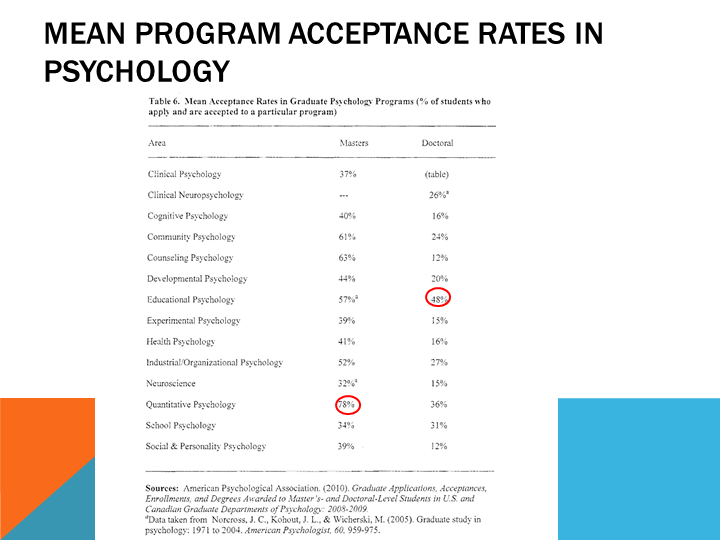 MEAN PROGRAM ACCEPTANCE RATES IN
PSYCHOLOGY
Table 6. Mean Acceptance Rates in Graduate Psychology Programs (% of students who
apply and are accepted to a particular program)
Area Masters Doctoral
Clinical Psychology 37% (table)
Clinical Neuropsychology --- 26%ª
Cognitive Psychology 40% 16%
Community Psychology 61% 24%
Counseling Psychology 63% 12%
Developmental Psychology 44% 20%
Educational Psychology 57%ª 48%
Experimental Psychology 39% 15%
Health Psychology 41% 16%
Industrial/Organizational Psychology 52% 27%
Neuroscience 32%ª 15%
Quantitative Psychology 78% 36%
School Psychology 34% 31%
Social & Personality Psychology 39% 12%
Sources: American Psychological Association. (2010). Graduate Applications, Acceptances,
Enrollments, and Degrees Awarded to Master's- and Doctoral-Level Students in U.S. and
Canadian Graduate Departments of Psychology: 2008-2009.
ªData taken from Norcross, J. C., Kohout, J. L., & Wicherski, M. (2005). Graduate study in
psychology: 1971 to 2004. American Psychologist, 60, 959-975.